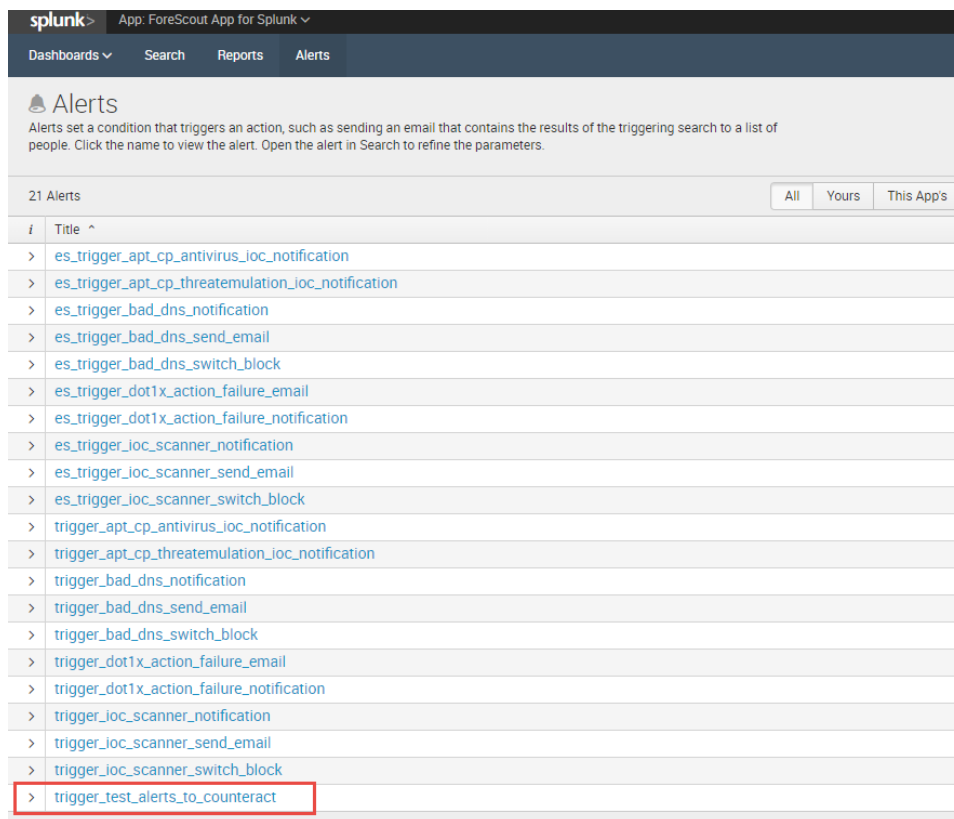 splunk> App: ForeScout App for Splunk
Dashboards Search Reports Alerts
Alerts
Alerts set a condition that triggers an action, such as sending an email that contains the results of the triggering search to a list of
people. Click the name to view the alert. Open the alert in Search to refine the parameters.
21 Alerts All Yours This App's
i Title ^
> es_trigger_apt_cp_antivirus_ioc_notification
> es_trigger_apt_cp_threatemulation_ioc_notification
> es_trigger_bad_dns_notification
> es_trigger_bad_dns_send_email
> es_trigger_bad_dns_switch_block
> es_trigger_dot1x_action_failure_email
> es_trigger_dot1x_action_failure_notification
> es_trigger_ioc_scanner_notification
> es_trigger_ioc_scanner_send_email
> es_trigger_ioc_scanner_switch_block
> trigger_apt_cp_antivirus_ioc_notification
> trigger_apt_cp_threatemulation_ioc_notification
> trigger_bad_dns_notification
> trigger_bad_dns_send_email
> trigger_bad_dns_switch_block
> trigger_dot1x_action_failure_email
> trigger_dot1x_action_failure_notification
> trigger_ioc_scanner_notification
> trigger_ioc_scanner_send_email
> trigger_ioc_scanner_switch_block
> trigger_test_alerts_to_counteract